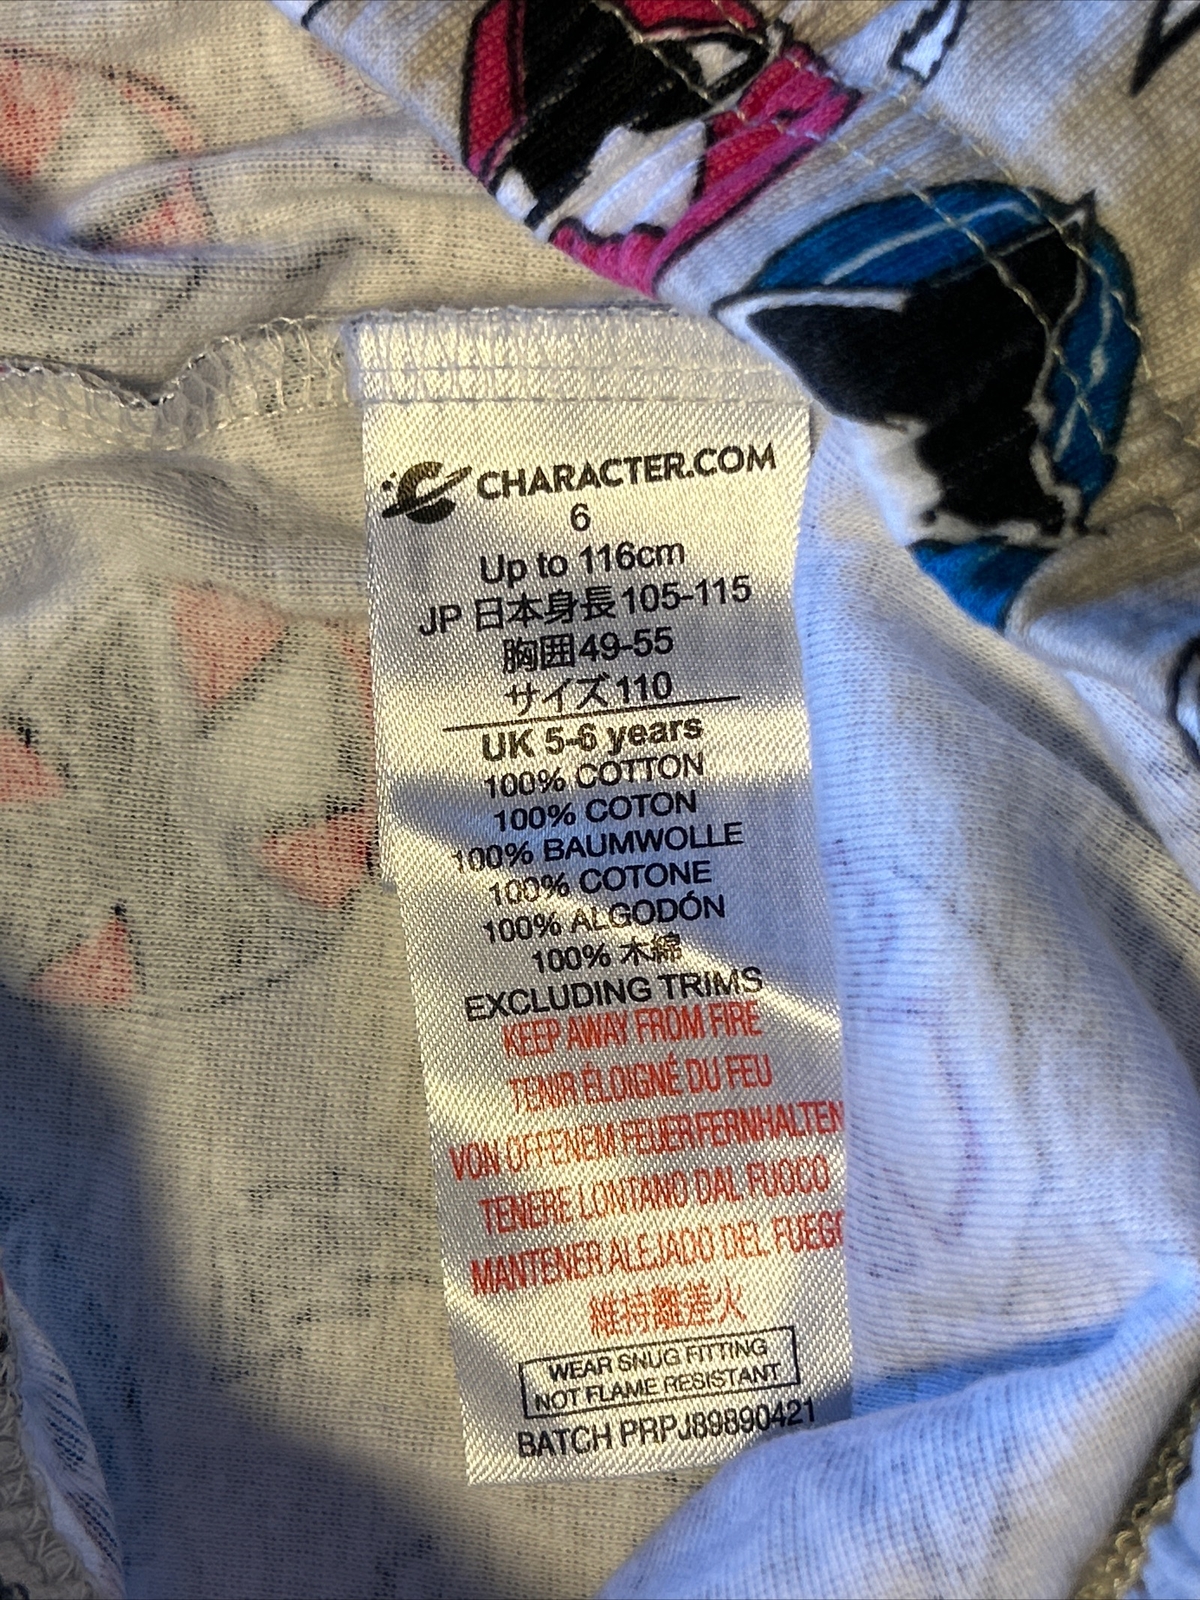 CHARACTER.COM
6
Up to 116cm
JP 日本身長105-115
胸囲49-55
サイズ110
UK 5-6 years
100% COTTON
100% COTON
100% BAUMWOLLE
100% COTONE
100% ALGODÓN
100% 木綿
EXCLUDING TRIMS
KEEP AWAY FROM FIRE
TENIR ÉLOIGNÉ DU FEU
VON OFFENEM FEUER FERNHALTEN
TENERE LONTANO DAL FUOCO
MANTENER ALEJADO DEL FUEGO
維持離差火
WEAR SNUG FITTING
NOT FLAME RESISTANT
BATCH PRPJ89890421